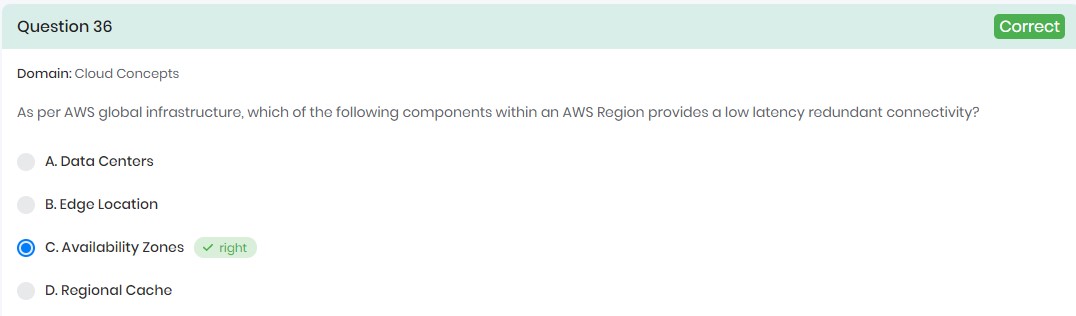 Question 36
Correct
Domain: Cloud Concepts
As per AWS global infrastructure, which of the following components within an AWS Region provides a low latency redundant connectivity?
A. Data Centers
B. Edge Location
C. Availability Zones right
D. Regional Cache